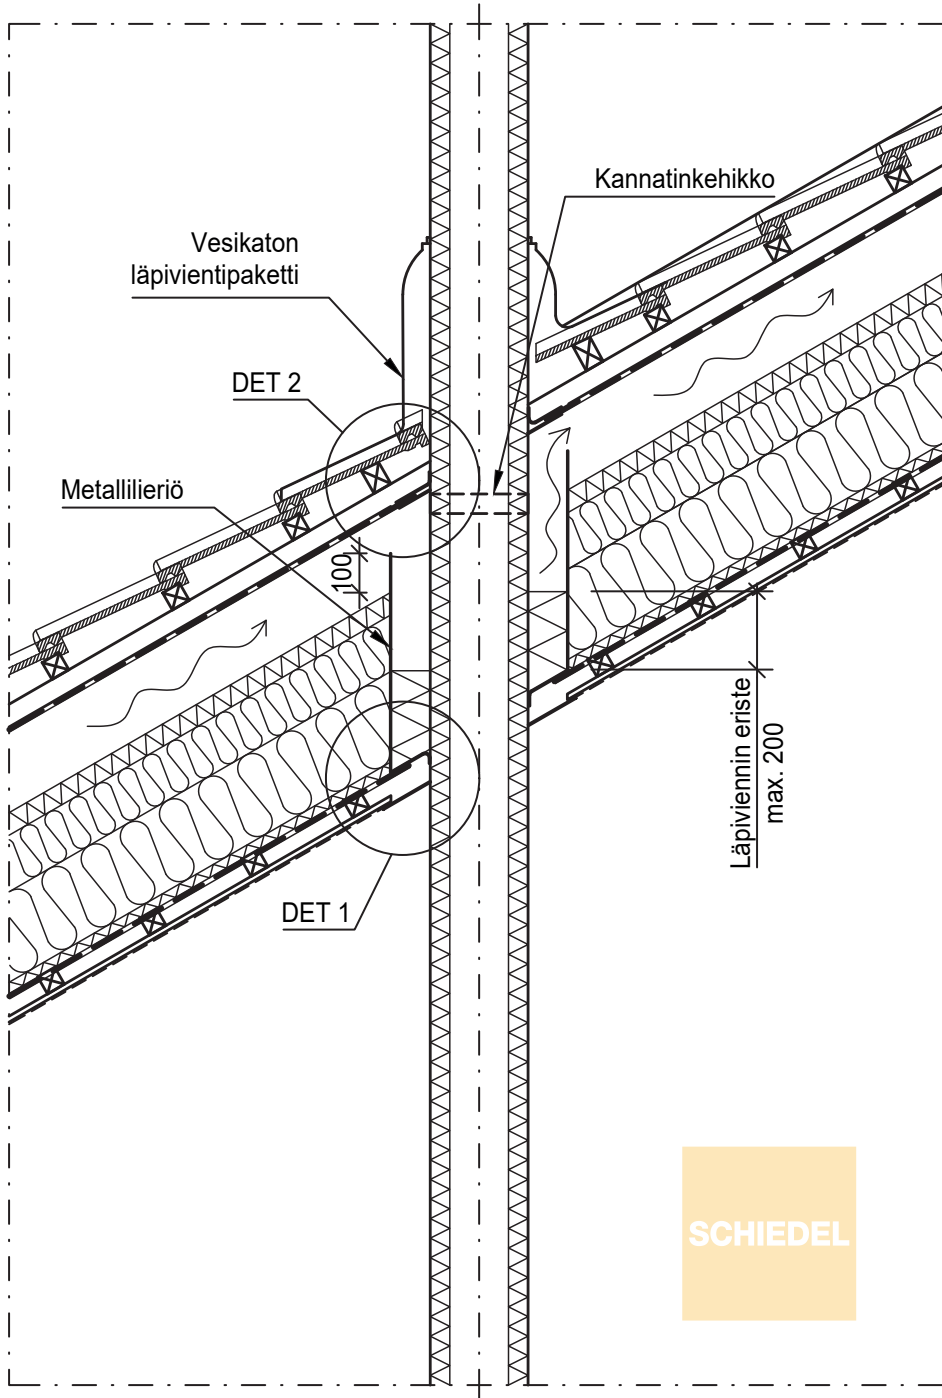 Kannatinkehikko
Vesikaton
läpivientipaketti
DET 2
Metallilieriö
100
Läpiviennin eriste
max. 200
DET 1
SCHIEDEL